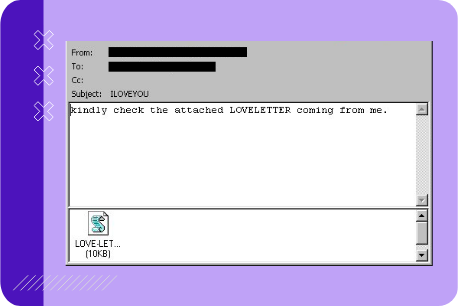 From:
To:
Cc:
Subject: ILOVEYOU
kindly check the attached LOVELETTER coming from me.
LOVE-LET...
(10KB)